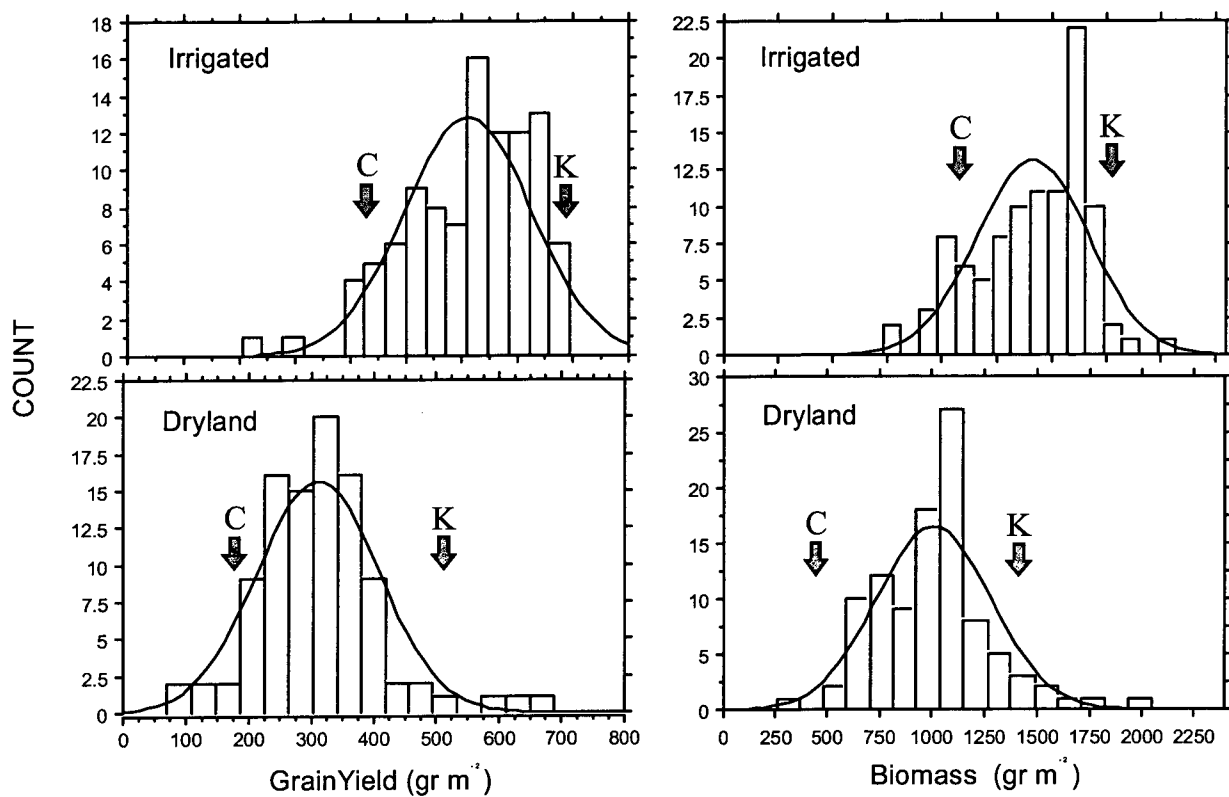 18
16
14
12
10
8
6
4
2
0
Irrigated
C
K
22.5
20
17.5
15
12.5
10
7.5
5
2.5
0
Irrigated
C
K
COUNT
22.5
20
17.5
15
12.5
10
7.5
5
2.5
0
Dryland
C
K
0 100 200 300 400 500 600 700 800
GrainYield (gr m⁻²)
30
25
20
15
10
5
0
Dryland
C
K
0 250 500 750 1000 1250 1500 1750 2000 2250
Biomass (gr m⁻²)